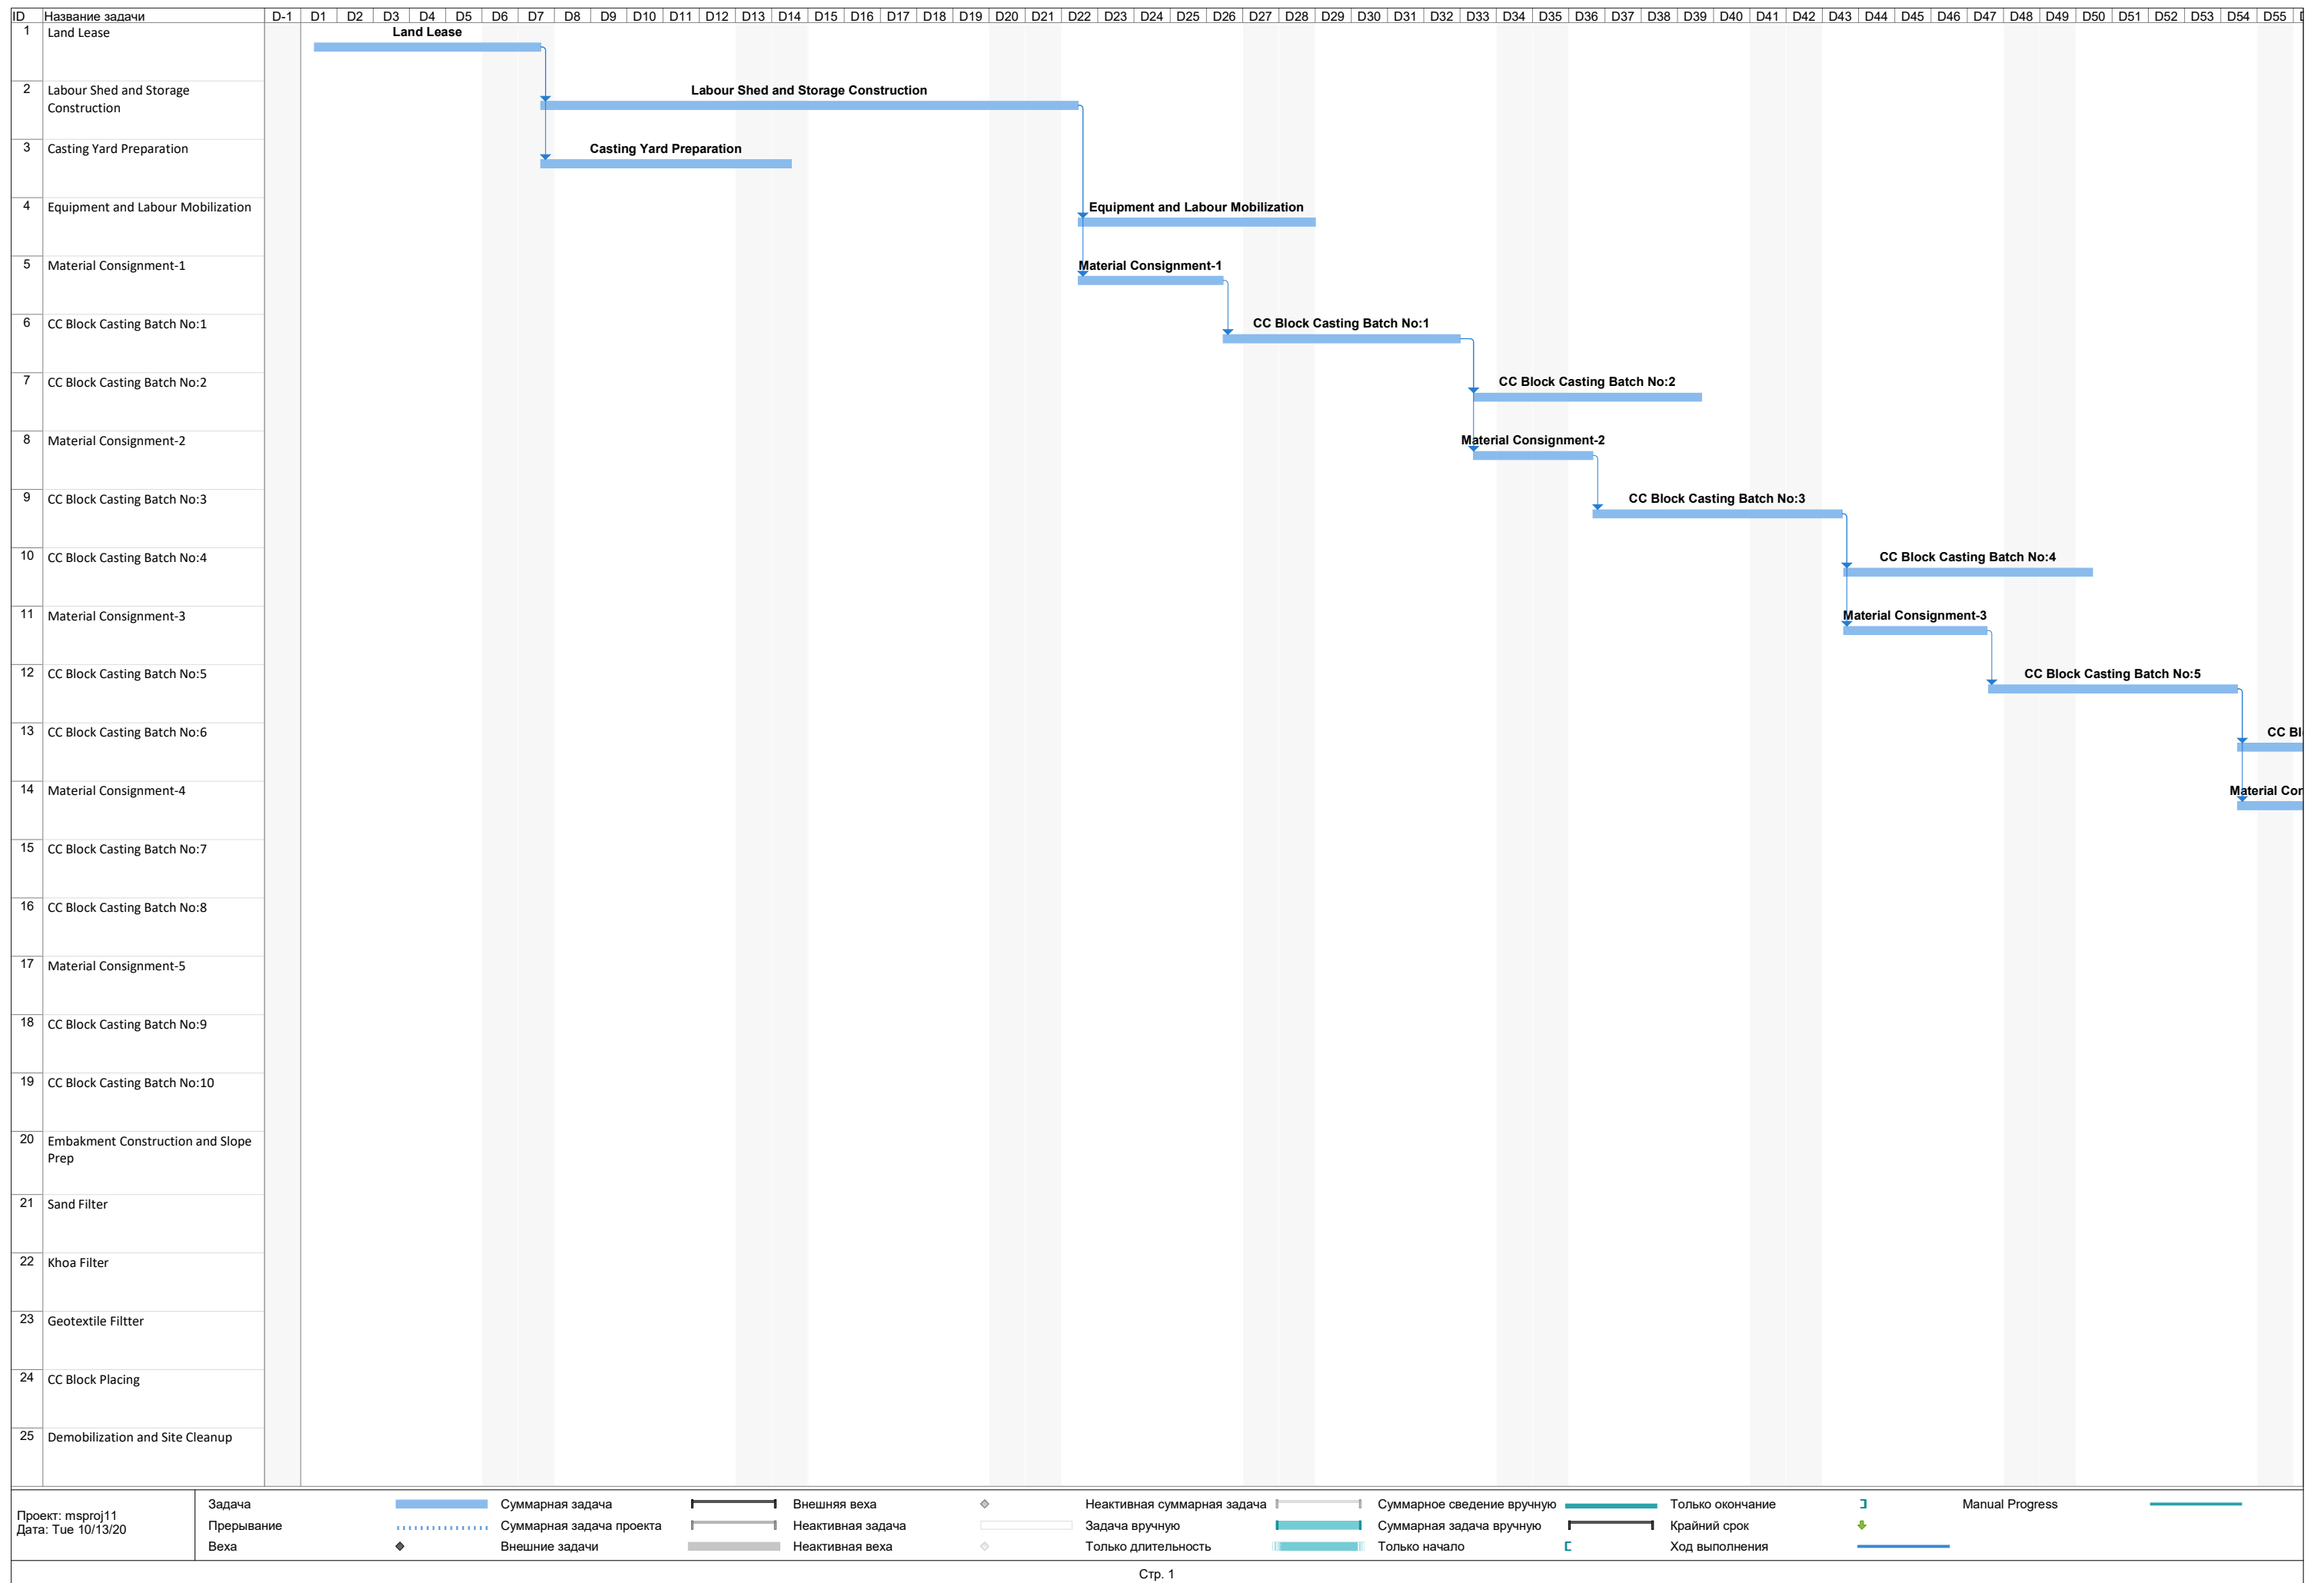 ID Название задачи D-1 D1 D2 D3 D4 D5 D6 D7 D8 D9 D10 D11 D12 D13 D14 D15 D16 D17 D18 D19 D20 D21 D22 D23 D24 D25 D26 D27 D28 D29 D30 D31 D32 D33 D34 D35 D36 D37 D38 D39 D40 D41 D42 D43 D44 D45 D46 D47 D48 D49 D50 D51 D52 D53 D54 D55
1 Land Lease Land Lease
2 Labour Shed and Storage Labour Shed and Storage Construction
Construction
3 Casting Yard Preparation Casting Yard Preparation
4 Equipment and Labour Mobilization Equipment and Labour Mobilization
5 Material Consignment-1 Material Consignment-1
6 CC Block Casting Batch No:1 CC Block Casting Batch No:1
7 CC Block Casting Batch No:2 CC Block Casting Batch No:2
8 Material Consignment-2 Material Consignment-2
9 CC Block Casting Batch No:3 CC Block Casting Batch No:3
10 CC Block Casting Batch No:4 CC Block Casting Batch No:4
11 Material Consignment-3 Material Consignment-3
12 CC Block Casting Batch No:5 CC Block Casting Batch No:5
13 CC Block Casting Batch No:6 CC Bl
14 Material Consignment-4 Material Con
15 CC Block Casting Batch No:7
16 CC Block Casting Batch No:8
17 Material Consignment-5
18 CC Block Casting Batch No:9
19 CC Block Casting Batch No:10
20 Embakment Construction and Slope
Prep
21 Sand Filter
22 Khoa Filter
23 Geotextile Filtter
24 CC Block Placing
25 Demobilization and Site Cleanup
Проект: msproj11
Дата: Tue 10/13/20
Задача Суммарная задача Внешняя веха Неактивная суммарная задача Суммарное сведение вручную Только окончание Manual Progress
Прерывание Суммарная задача проекта Неактивная задача Задача вручную Суммарная задача вручную Крайний срок
Веха Внешние задачи Неактивная веха Только длительность Только начало Ход выполнения
Стр. 1